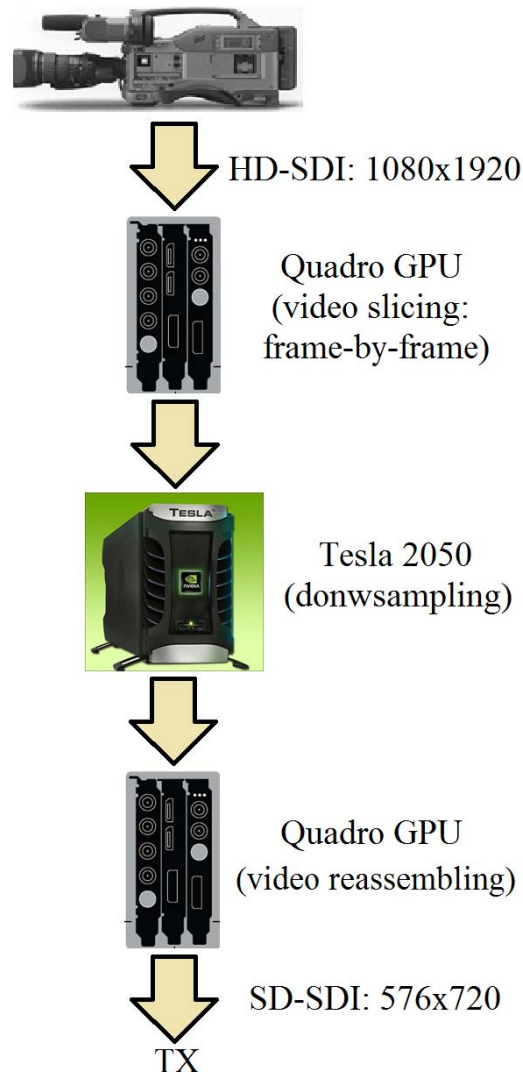 HD-SDI: 1080x1920
Quadro GPU
(video slicing:
frame-by-frame)
TESLA
Tesla 2050
(donwsampling)
Quadro GPU
(video reassembling)
SD-SDI: 576x720
TX